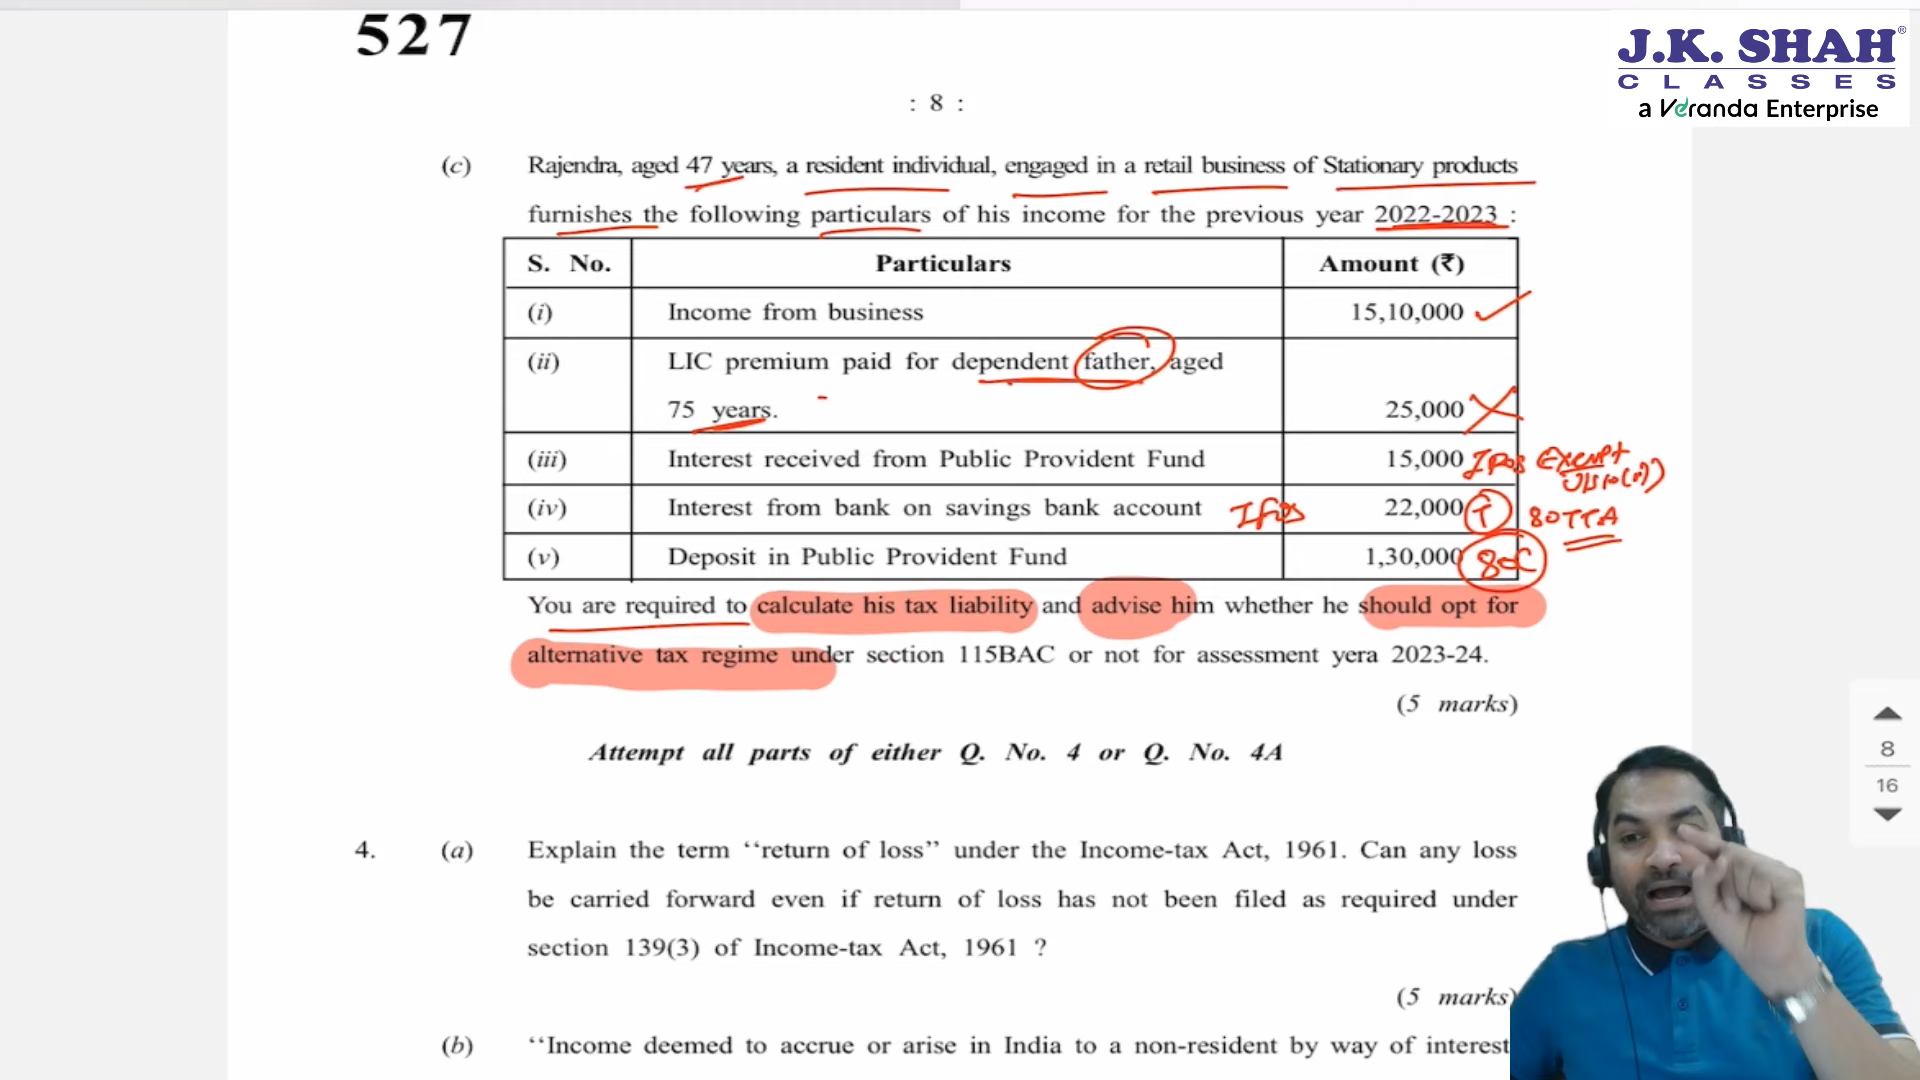 527
J.K. SHAH®
CLASSES
a Veranda Enterprise
: 8 :
(c) Rajendra, aged 47 years, a resident individual, engaged in a retail business of Stationary products
furnishes the following particulars of his income for the previous year 2022-2023 :
S. No. Particulars Amount (₹)
(i) Income from business 15,10,000
(ii) LIC premium paid for dependent father, aged
75 years. 25,000
(iii) Interest received from Public Provident Fund 15,000 IFOS Exempt
(iv) Interest from bank on savings bank account IFOS 22,000 T 80TTA
(v) Deposit in Public Provident Fund 1,30,000 80C
You are required to calculate his tax liability and advise him whether he should opt for
alternative tax regime under section 115BAC or not for assessment yera 2023-24.
(5 marks)
Attempt all parts of either Q. No. 4 or Q. No. 4A
8
16
4. (a) Explain the term ‘‘return of loss’’ under the Income-tax Act, 1961. Can any loss
be carried forward even if return of loss has not been filed as required under
section 139(3) of Income-tax Act, 1961 ?
(5 marks)
(b) ‘‘Income deemed to accrue or arise in India to a non-resident by way of interest